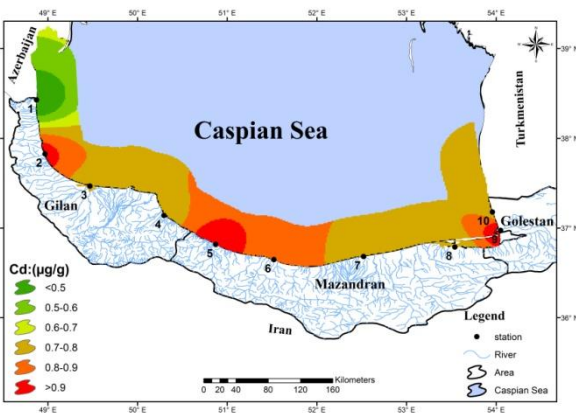 49° E 50° E 51° E 52° E 53° E 54° E
39° N
38° N
37° N
36° N
Azerbaijan
Turkmenistan
Caspian Sea
1
2
3
Gilan
4
5
6
7
8
9
10
Golestan
Mazandran
Iran
Cd:(µg/g)
<0.5
0.5-0.6
0.6-0.7
0.7-0.8
0.8-0.9
>0.9
Kilometers
0 20 40 80 120 160
Legend
station
River
Area
Caspian Sea